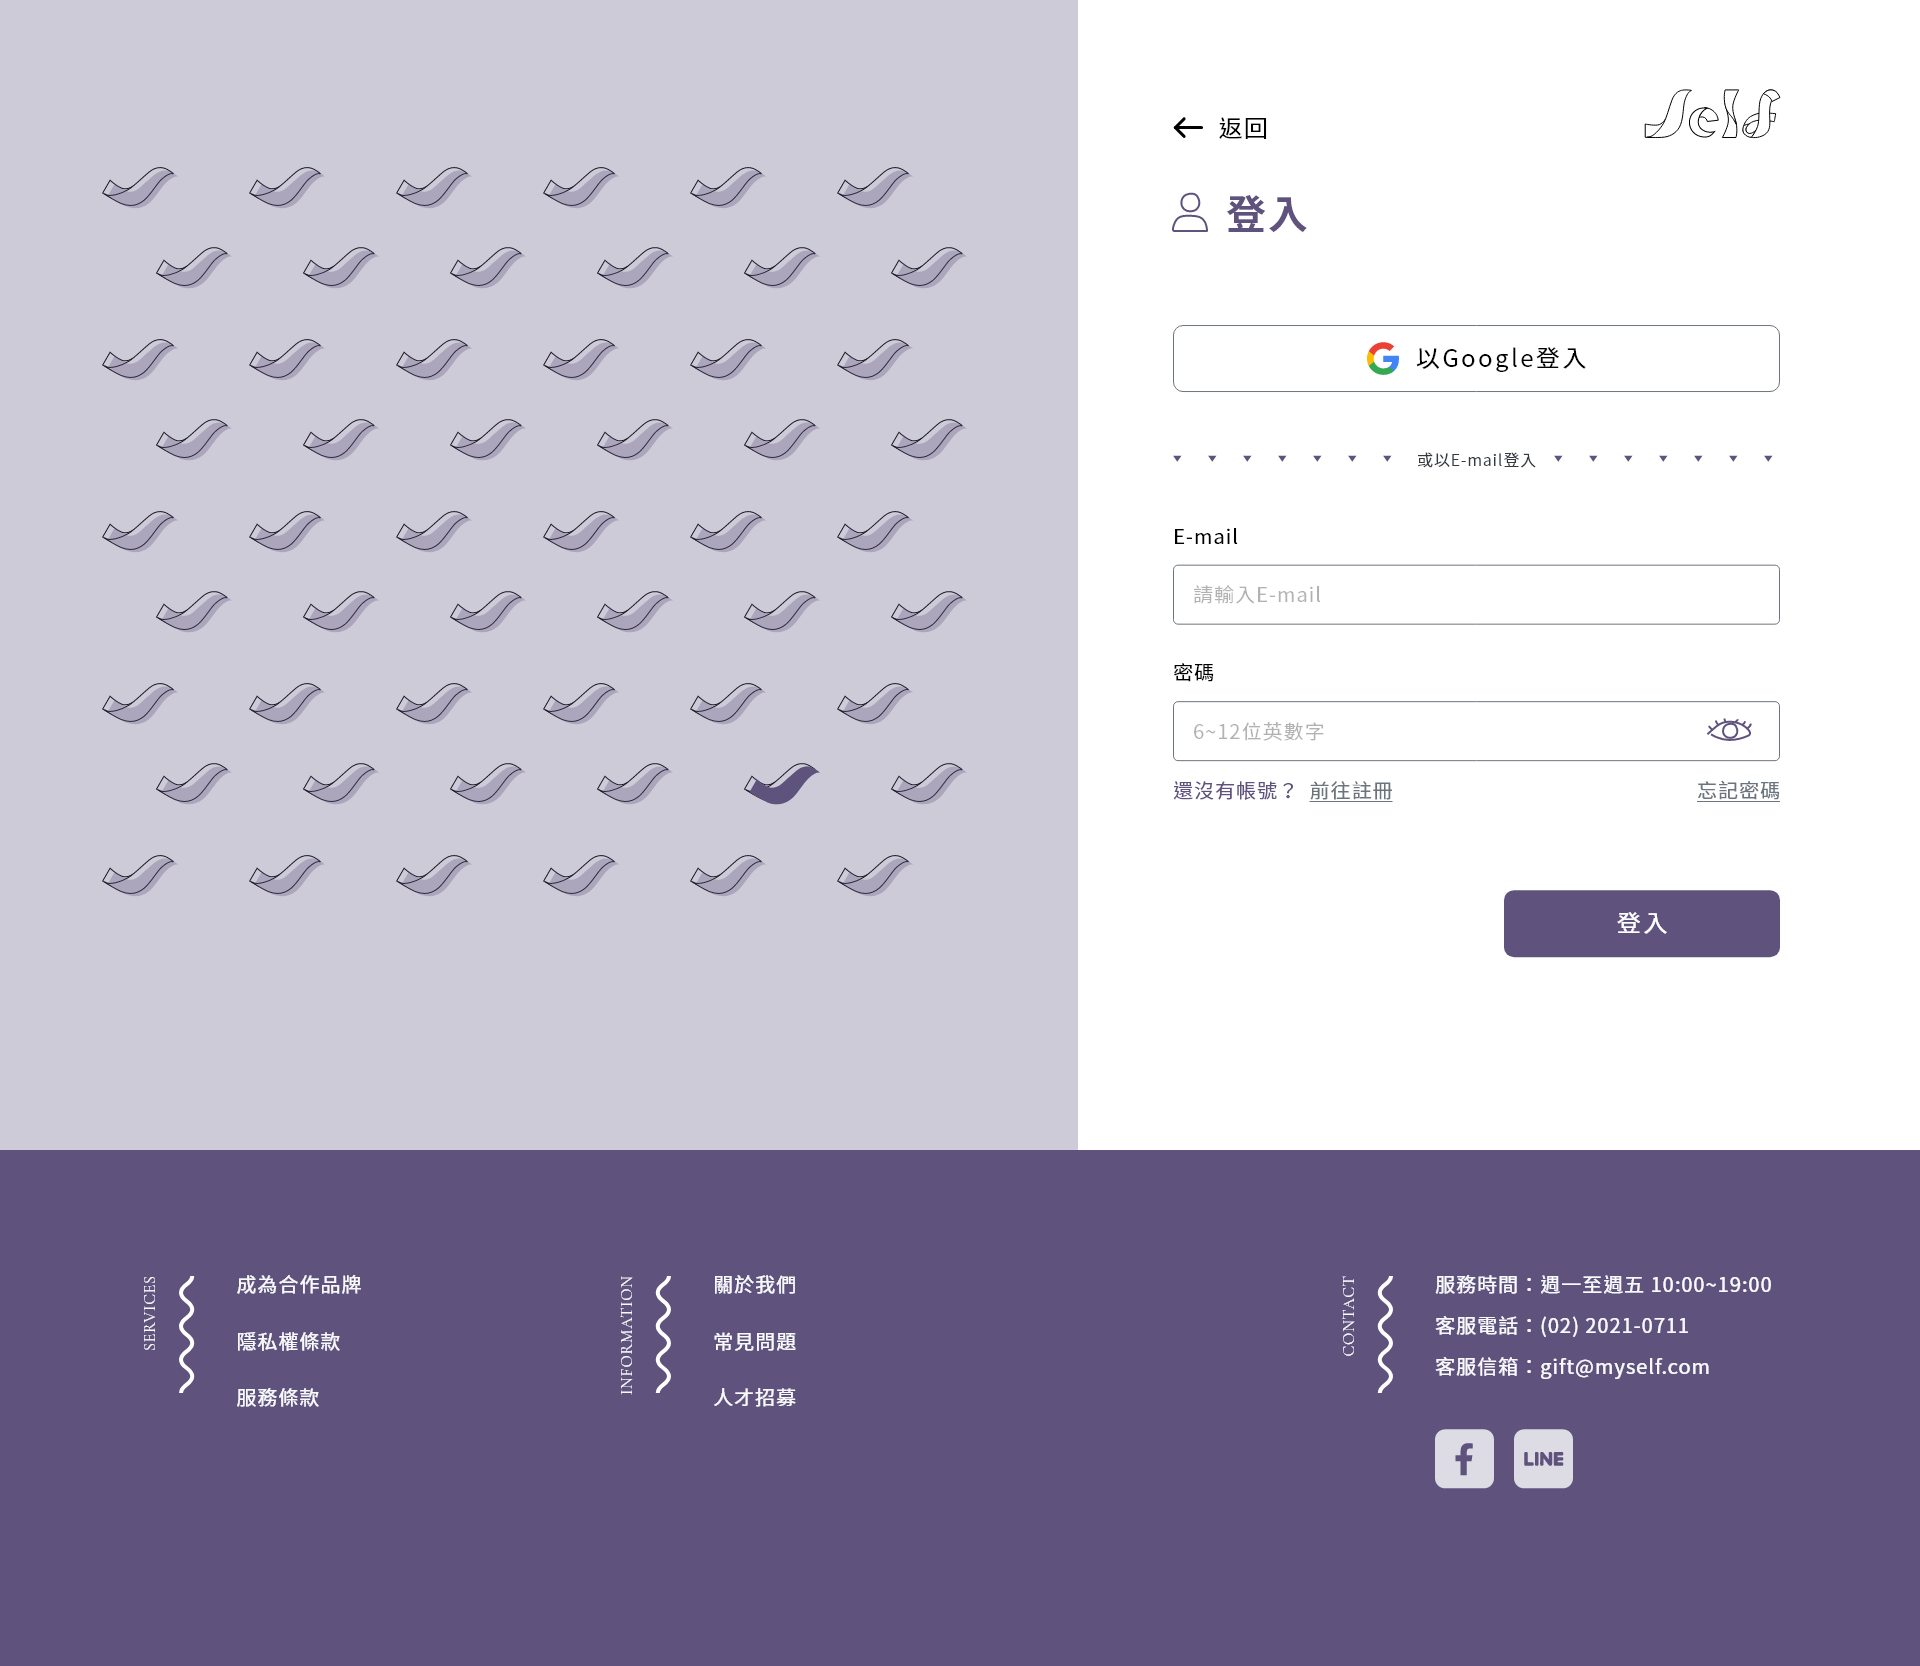 返回
Self
登入
以Google登入
或以E-mail登入
E-mail
請輸入E-mail
密碼
6~12位英數字
還沒有帳號？ 前往註冊
忘記密碼
登入
SERVICES
成為合作品牌
隱私權條款
服務條款
INFORMATION
關於我們
常見問題
人才招募
CONTACT
服務時間：週一至週五 10:00~19:00
客服電話：(02) 2021-0711
客服信箱：gift@myself.com
f
LINE